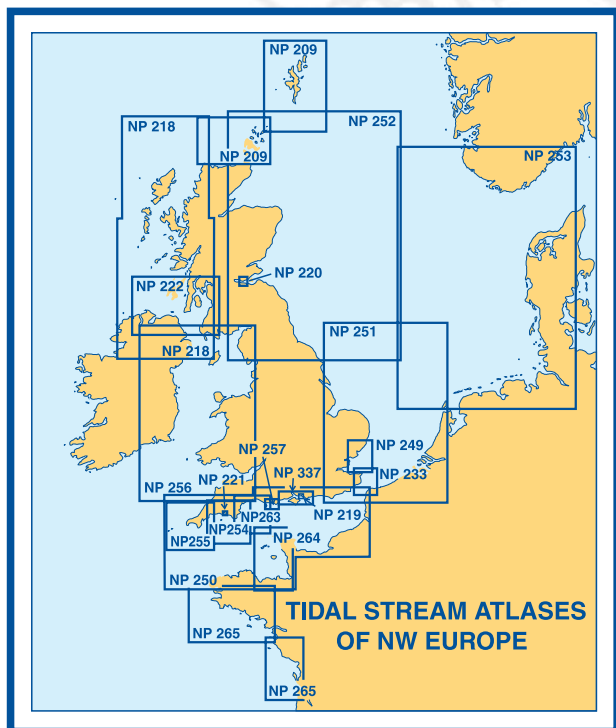 NP 209
NP 218
NP 252
NP 209
NP 253
NP 220
NP 222
NP 251
NP 218
NP 249
NP 257
NP 337
NP 233
NP 221
NP 256
NP 219
NP263
NP254
NP 264
NP255
NP 250
TIDAL STREAM ATLASES
OF NW EUROPE
NP 265
NP 265